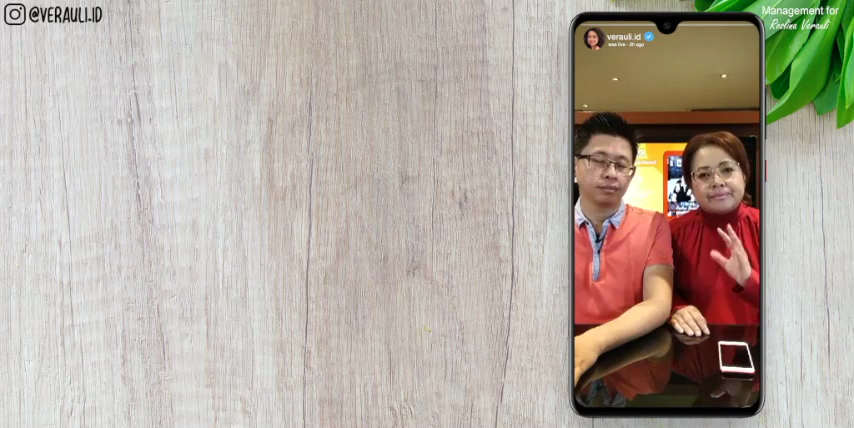 @VERAULI.ID
Management for
Roslina Verauli
verauli.id
was live • 2h ago